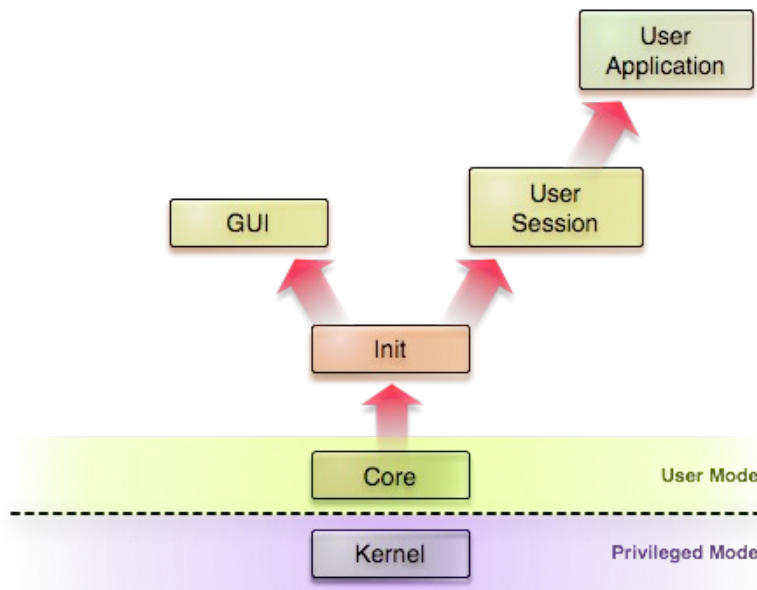 User
Application
User
Session
GUI
Init
Core
User Mode
Kernel
Privileged Mode